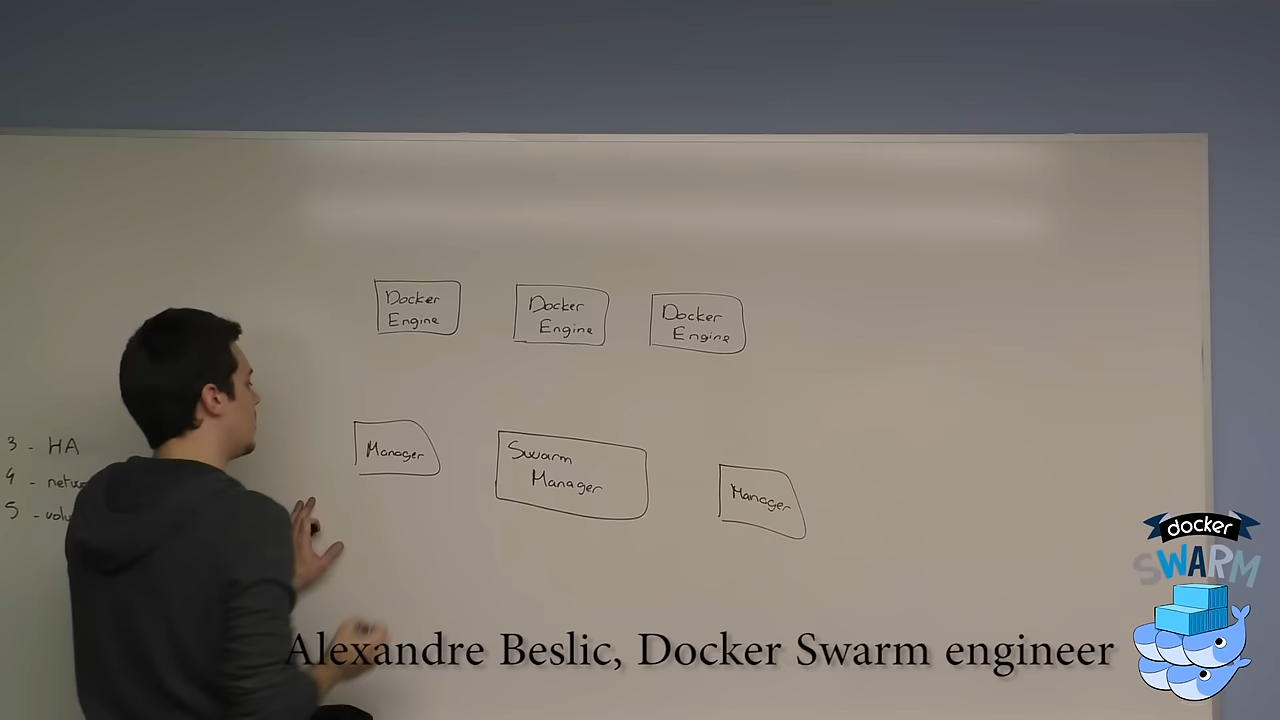 Docker
Engine
Docker
Engine
Docker
Engine
3 - HA
4 -
5 -
Manager
Swarm
Manager
Manager
docker
SWARM
Alexandre Beslic, Docker Swarm engineer